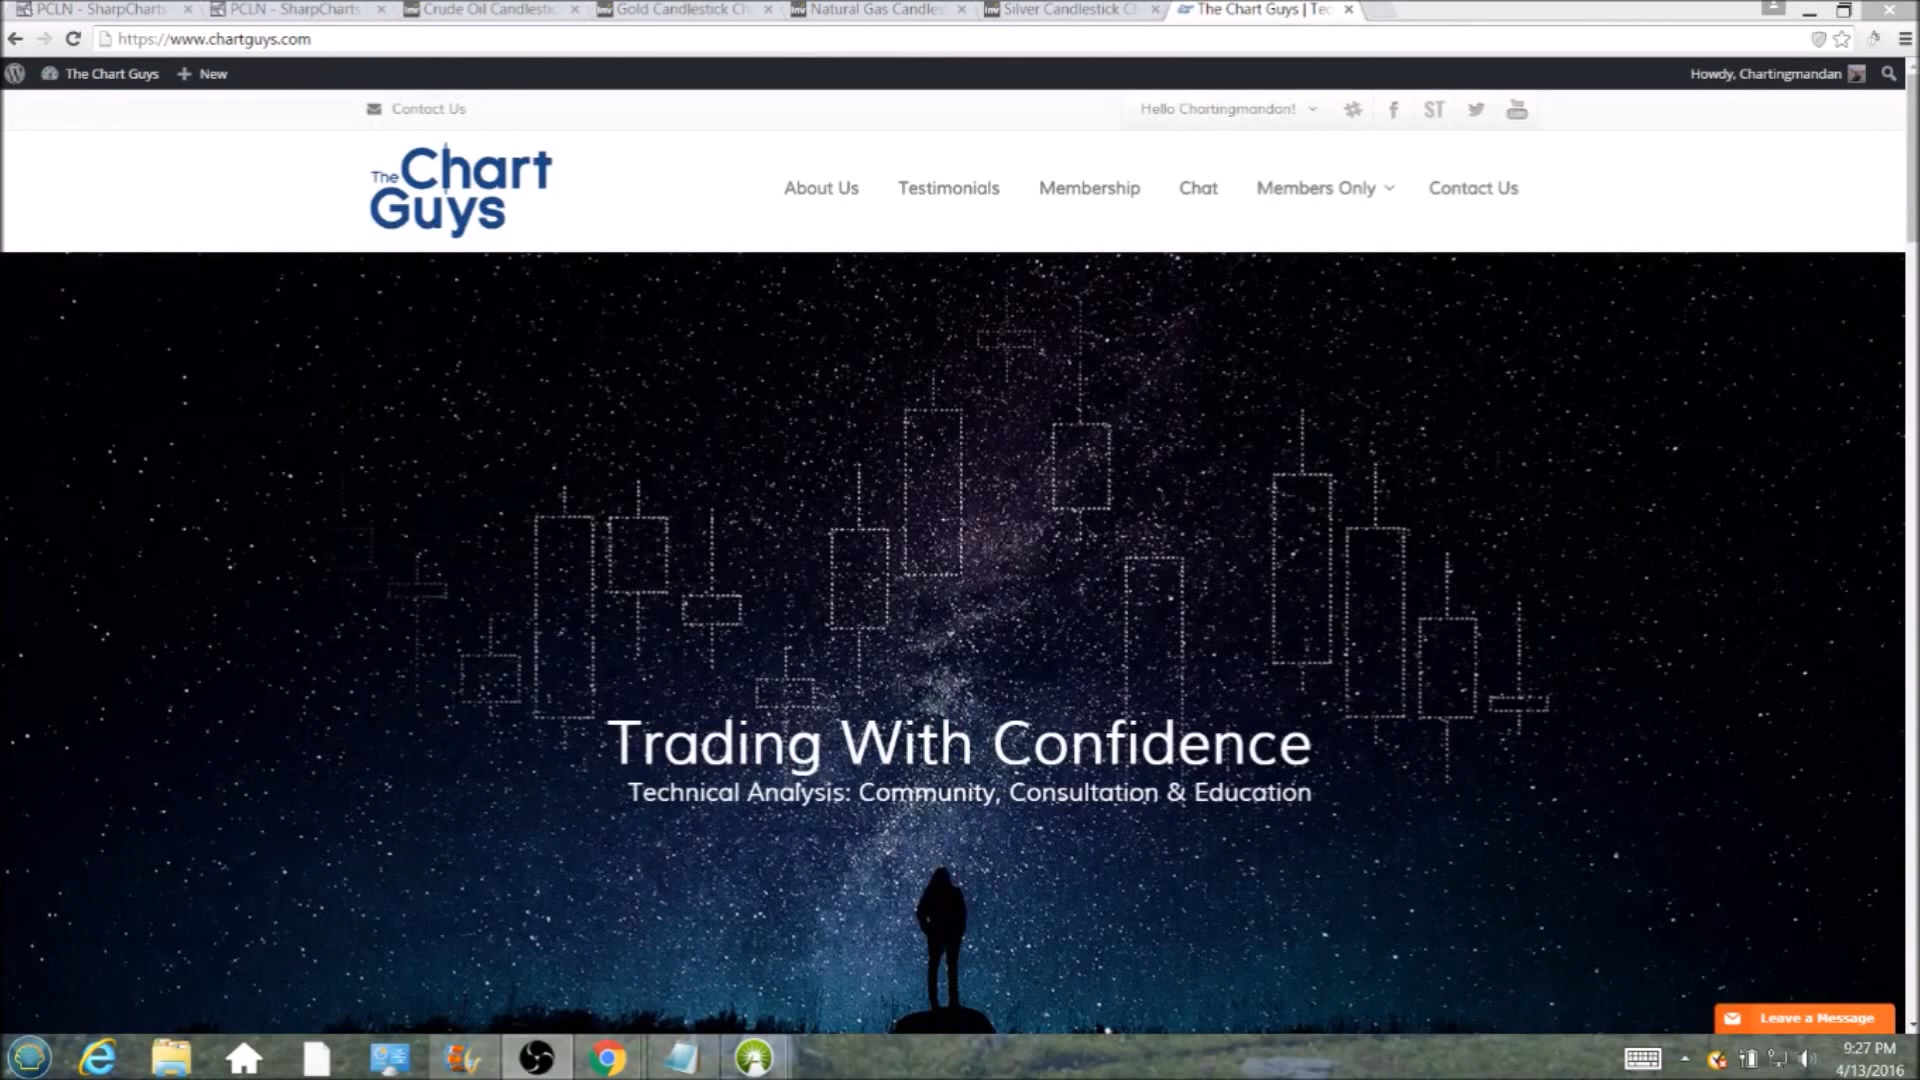 PCLN - SharpCharts
PCLN - SharpCharts
Crude Oil Candlestic
Gold Candlestick Ch
Natural Gas Candles
Silver Candlestick Ch
The Chart Guys | Tec
https://www.chartguys.com
The Chart Guys
New
Howdy, Chartingmandan
Contact Us
Hello Chartingmandan!
ST
The Chart
Guys
About Us
Testimonials
Membership
Chat
Members Only
Contact Us
Trading With Confidence
Technical Analysis: Community, Consultation & Education
Leave a Message
9:27 PM
4/13/2016